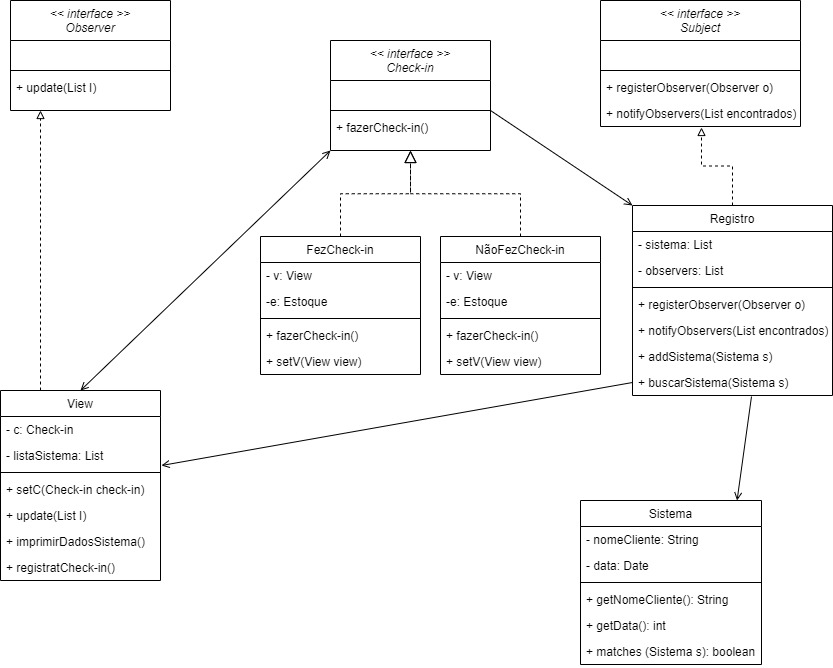 << interface >>
Observer
+ update(List l)
<< interface >>
Check-in
+ fazerCheck-in()
<< interface >>
Subject
+ registerObserver(Observer o)
+ notifyObservers(List encontrados)
FezCheck-in
- v: View
-e: Estoque
+ fazerCheck-in()
+ setV(View view)
NãoFezCheck-in
- v: View
-e: Estoque
+ fazerCheck-in()
+ setV(View view)
Registro
- sistema: List
- observers: List
+ registerObserver(Observer o)
+ notifyObservers(List encontrados)
+ addSistema(Sistema s)
+ buscarSistema(Sistema s)
View
- c: Check-in
- listaSistema: List
+ setC(Check-in check-in)
+ update(List l)
+ imprimirDadosSistema()
+ registratCheck-in()
Sistema
- nomeCliente: String
- data: Date
+ getNomeCliente(): String
+ getData(): int
+ matches (Sistema s): boolean